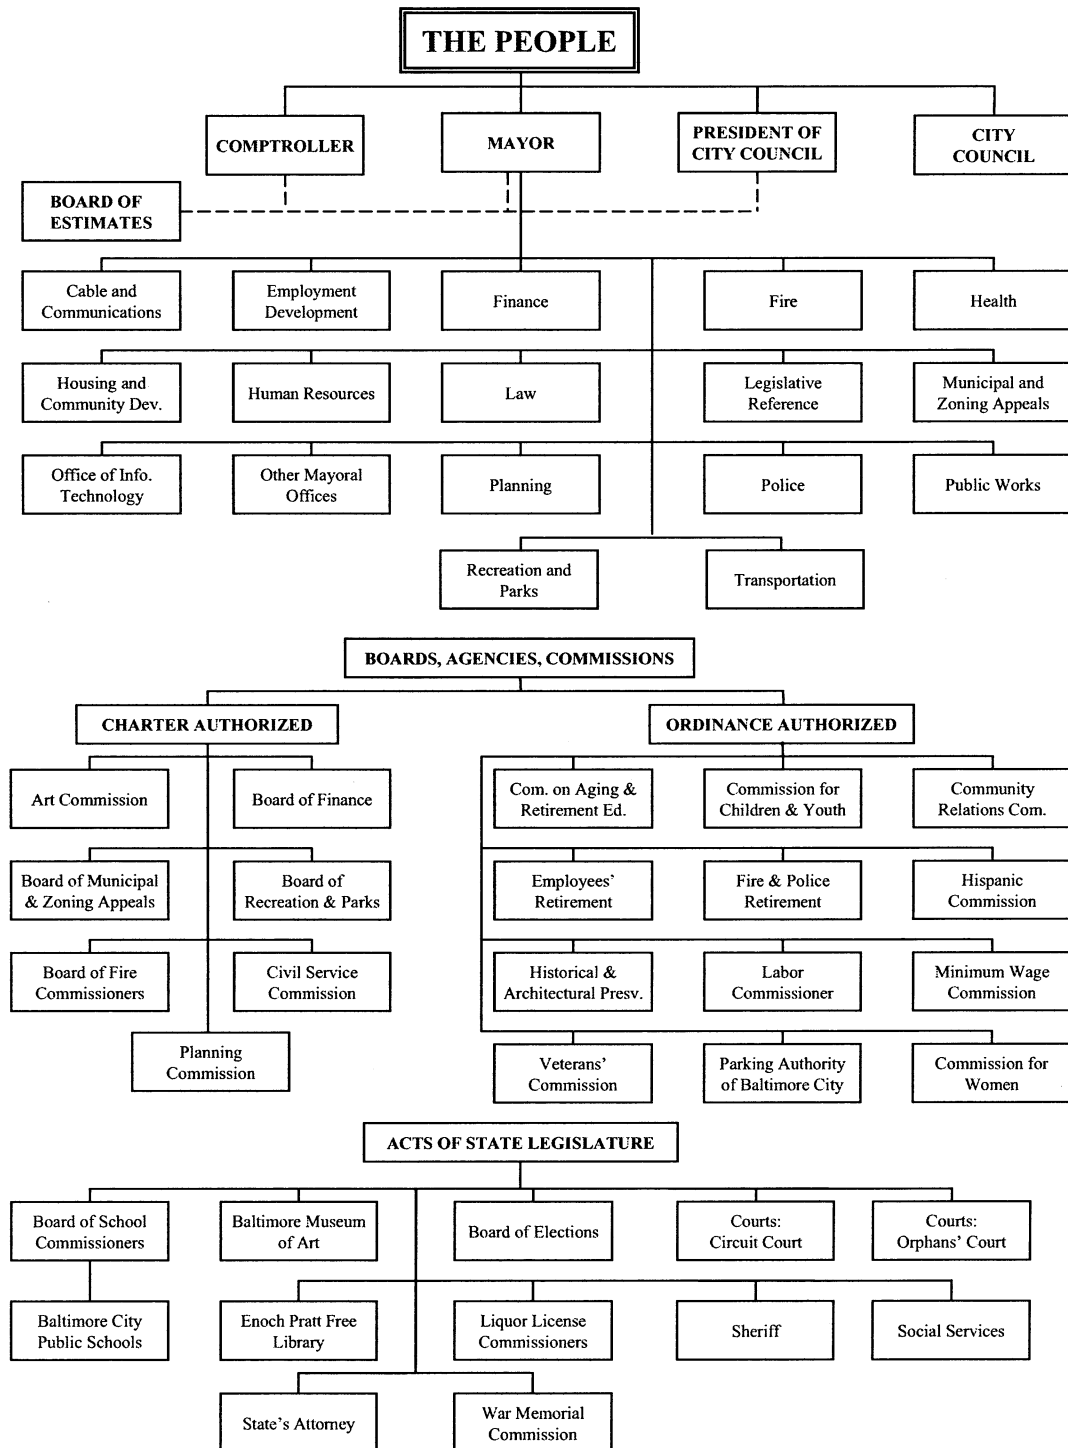 THE PEOPLE
COMPTROLLER
MAYOR
PRESIDENT OF
CITY COUNCIL
CITY
COUNCIL
BOARD OF
ESTIMATES
Cable and
Communications
Employment
Development
Finance
Fire
Health
Housing and
Community Dev.
Human Resources
Law
Legislative
Reference
Municipal and
Zoning Appeals
Office of Info.
Technology
Other Mayoral
Offices
Planning
Police
Public Works
Recreation and
Parks
Transportation
BOARDS, AGENCIES, COMMISSIONS
CHARTER AUTHORIZED
ORDINANCE AUTHORIZED
Art Commission
Board of Finance
Com. on Aging &
Retirement Ed.
Commission for
Children & Youth
Community
Relations Com.
Board of Municipal
& Zoning Appeals
Board of
Recreation & Parks
Employees'
Retirement
Fire & Police
Retirement
Hispanic
Commission
Board of Fire
Commissioners
Civil Service
Commission
Historical &
Architectural Presv.
Labor
Commissioner
Minimum Wage
Commission
Planning
Commission
Veterans'
Commission
Parking Authority
of Baltimore City
Commission for
Women
ACTS OF STATE LEGISLATURE
Board of School
Commissioners
Baltimore Museum
of Art
Board of Elections
Courts:
Circuit Court
Courts:
Orphans' Court
Baltimore City
Public Schools
Enoch Pratt Free
Library
Liquor License
Commissioners
Sheriff
Social Services
State's Attorney
War Memorial
Commission